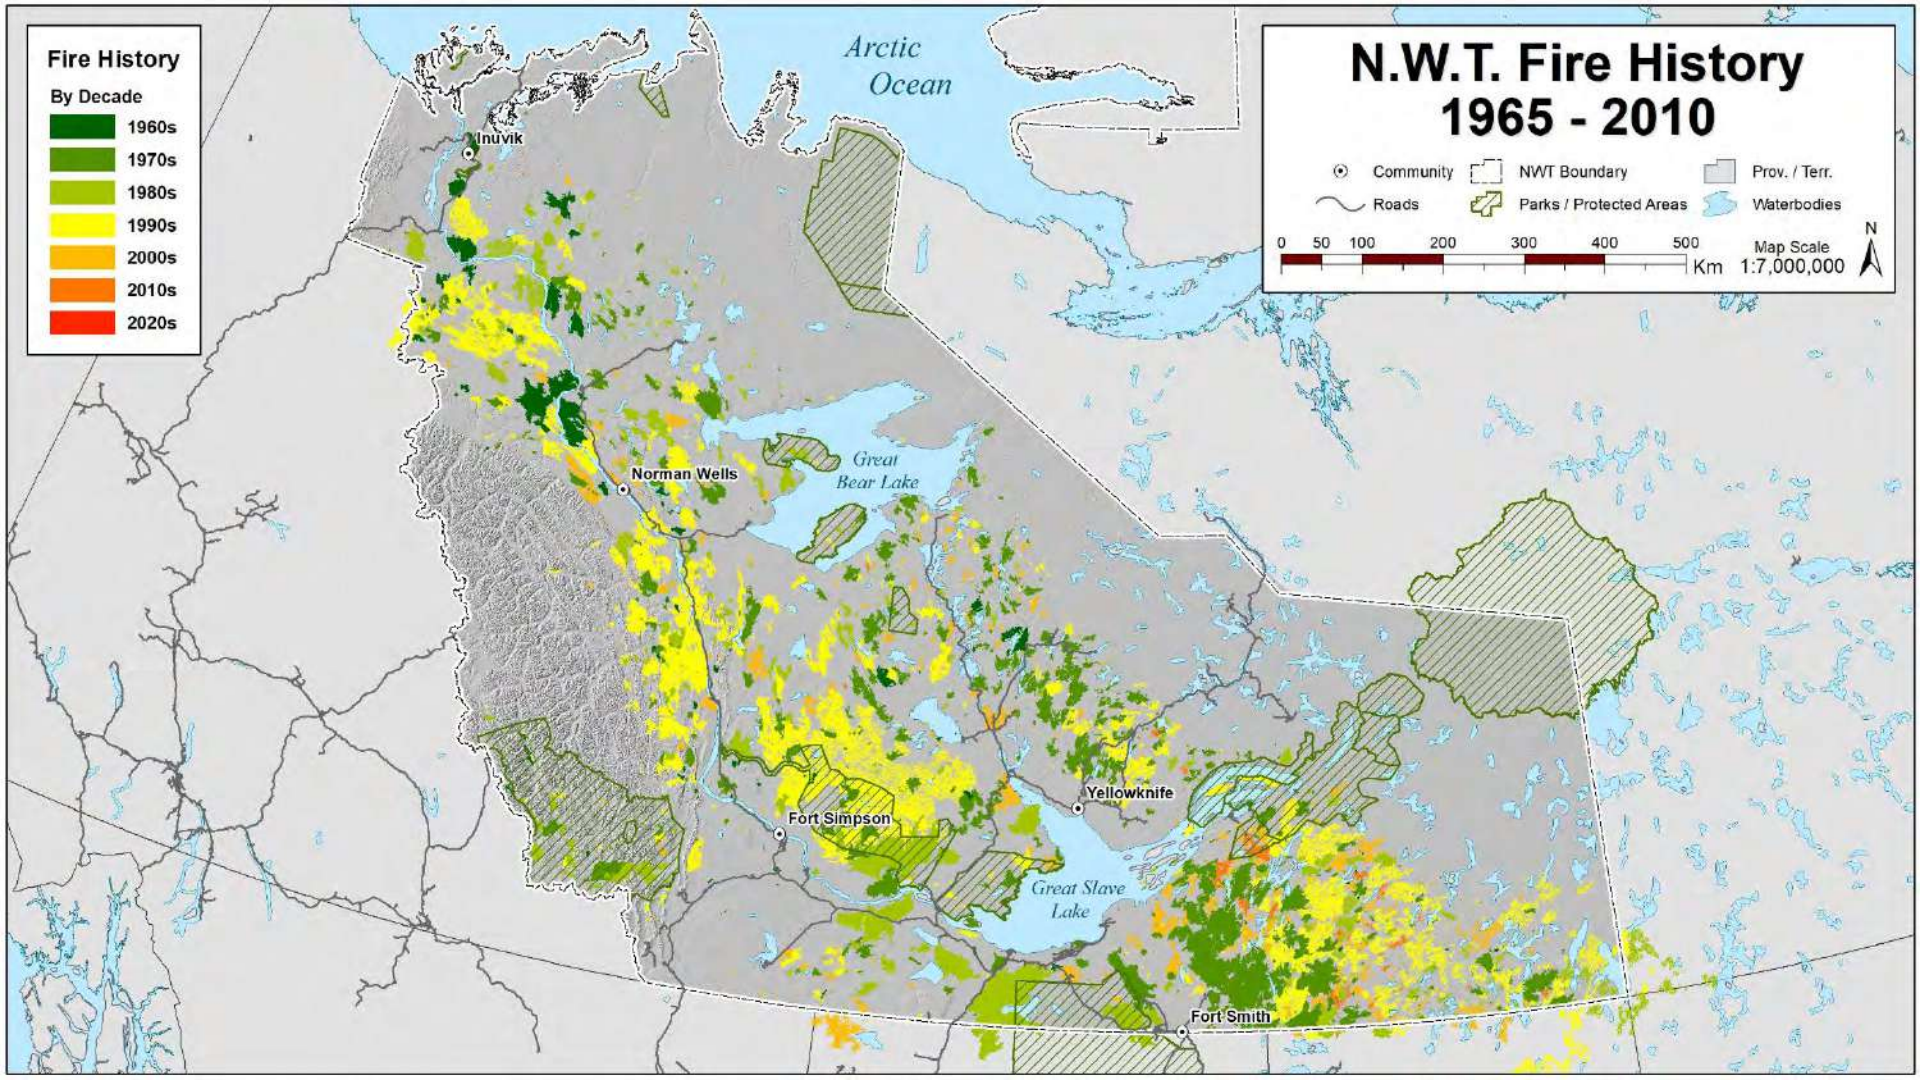 Fire History
By Decade
1960s
1970s
1980s
1990s
2000s
2010s
2020s
N.W.T. Fire History
1965 - 2010
Community
NWT Boundary
Prov. / Terr.
Roads
Parks / Protected Areas
Waterbodies
0 50 100 200 300 400 500
Km
Map Scale
1:7,000,000
N
Arctic
Ocean
Inuvik
Norman Wells
Great
Bear Lake
Yellowknife
Fort Simpson
Great Slave
Lake
Fort Smith